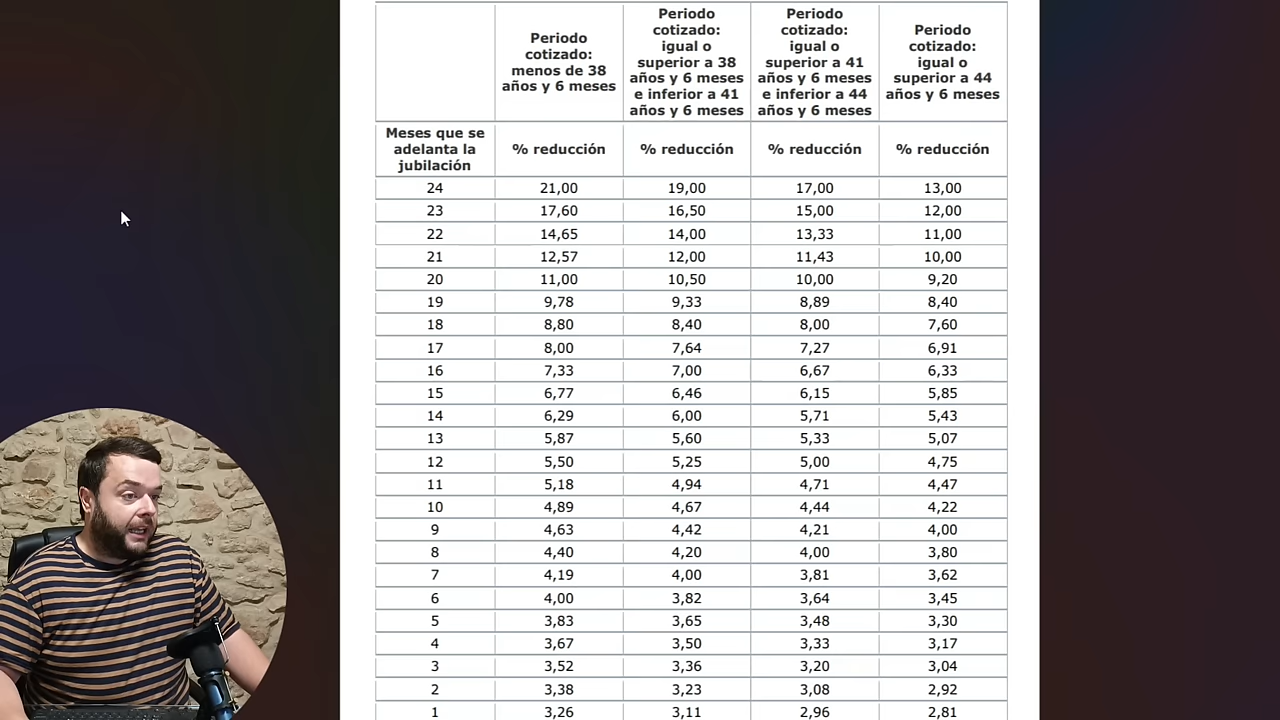 Periodo cotizado: menos de 38 años y 6 meses
Periodo cotizado: igual o superior a 38 años y 6 meses e inferior a 41 años y 6 meses
Periodo cotizado: igual o superior a 41 años y 6 meses e inferior a 44 años y 6 meses
Periodo cotizado: igual o superior a 44 años y 6 meses
Meses que se adelanta la jubilación % reducción % reducción % reducción % reducción
24 21,00 19,00 17,00 13,00
23 17,60 16,50 15,00 12,00
22 14,65 14,00 13,33 11,00
21 12,57 12,00 11,43 10,00
20 11,00 10,50 10,00 9,20
19 9,78 9,33 8,89 8,40
18 8,80 8,40 8,00 7,60
17 8,00 7,64 7,27 6,91
16 7,33 7,00 6,67 6,33
15 6,77 6,46 6,15 5,85
14 6,29 6,00 5,71 5,43
13 5,87 5,60 5,33 5,07
12 5,50 5,25 5,00 4,75
11 5,18 4,94 4,71 4,47
10 4,89 4,67 4,44 4,22
9 4,63 4,42 4,21 4,00
8 4,40 4,20 4,00 3,80
7 4,19 4,00 3,81 3,62
6 4,00 3,82 3,64 3,45
5 3,83 3,65 3,48 3,30
4 3,67 3,50 3,33 3,17
3 3,52 3,36 3,20 3,04
2 3,38 3,23 3,08 2,92
1 3,26 3,11 2,96 2,81